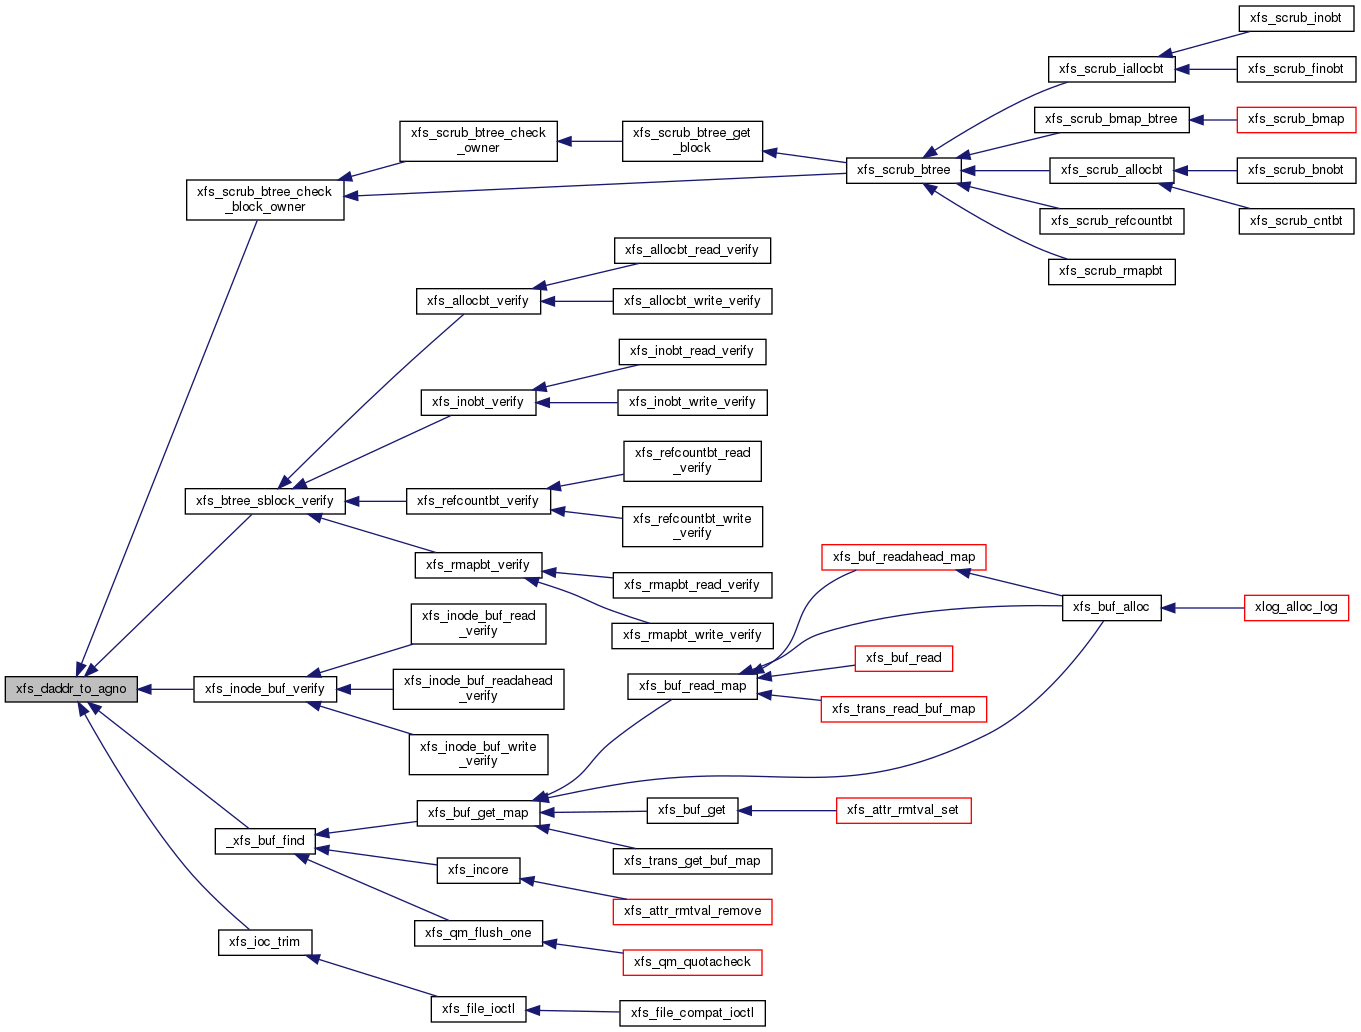 xfs_scrub_inobt
xfs_scrub_iallocbt
xfs_scrub_finobt
xfs_scrub_bmap_btree
xfs_scrub_bmap
xfs_scrub_btree_check
_owner
xfs_scrub_btree_get
_block
xfs_scrub_btree
xfs_scrub_allocbt
xfs_scrub_bnobt
xfs_scrub_btree_check
_block_owner
xfs_scrub_refcountbt
xfs_scrub_cntbt
xfs_scrub_rmapbt
xfs_allocbt_read_verify
xfs_allocbt_verify
xfs_allocbt_write_verify
xfs_inobt_read_verify
xfs_inobt_verify
xfs_inobt_write_verify
xfs_refcountbt_read
_verify
xfs_btree_sblock_verify
xfs_refcountbt_verify
xfs_refcountbt_write
_verify
xfs_rmapbt_verify
xfs_rmapbt_read_verify
xfs_rmapbt_write_verify
xfs_buf_readahead_map
xfs_buf_alloc
xlog_alloc_log
xfs_inode_buf_read
_verify
xfs_buf_read
xfs_daddr_to_agno
xfs_inode_buf_verify
xfs_inode_buf_readahead
_verify
xfs_buf_read_map
xfs_trans_read_buf_map
xfs_inode_buf_write
_verify
xfs_buf_get_map
xfs_buf_get
xfs_attr_rmtval_set
_xfs_buf_find
xfs_trans_get_buf_map
xfs_incore
xfs_attr_rmtval_remove
xfs_qm_flush_one
xfs_ioc_trim
xfs_qm_quotacheck
xfs_file_ioctl
xfs_file_compat_ioctl